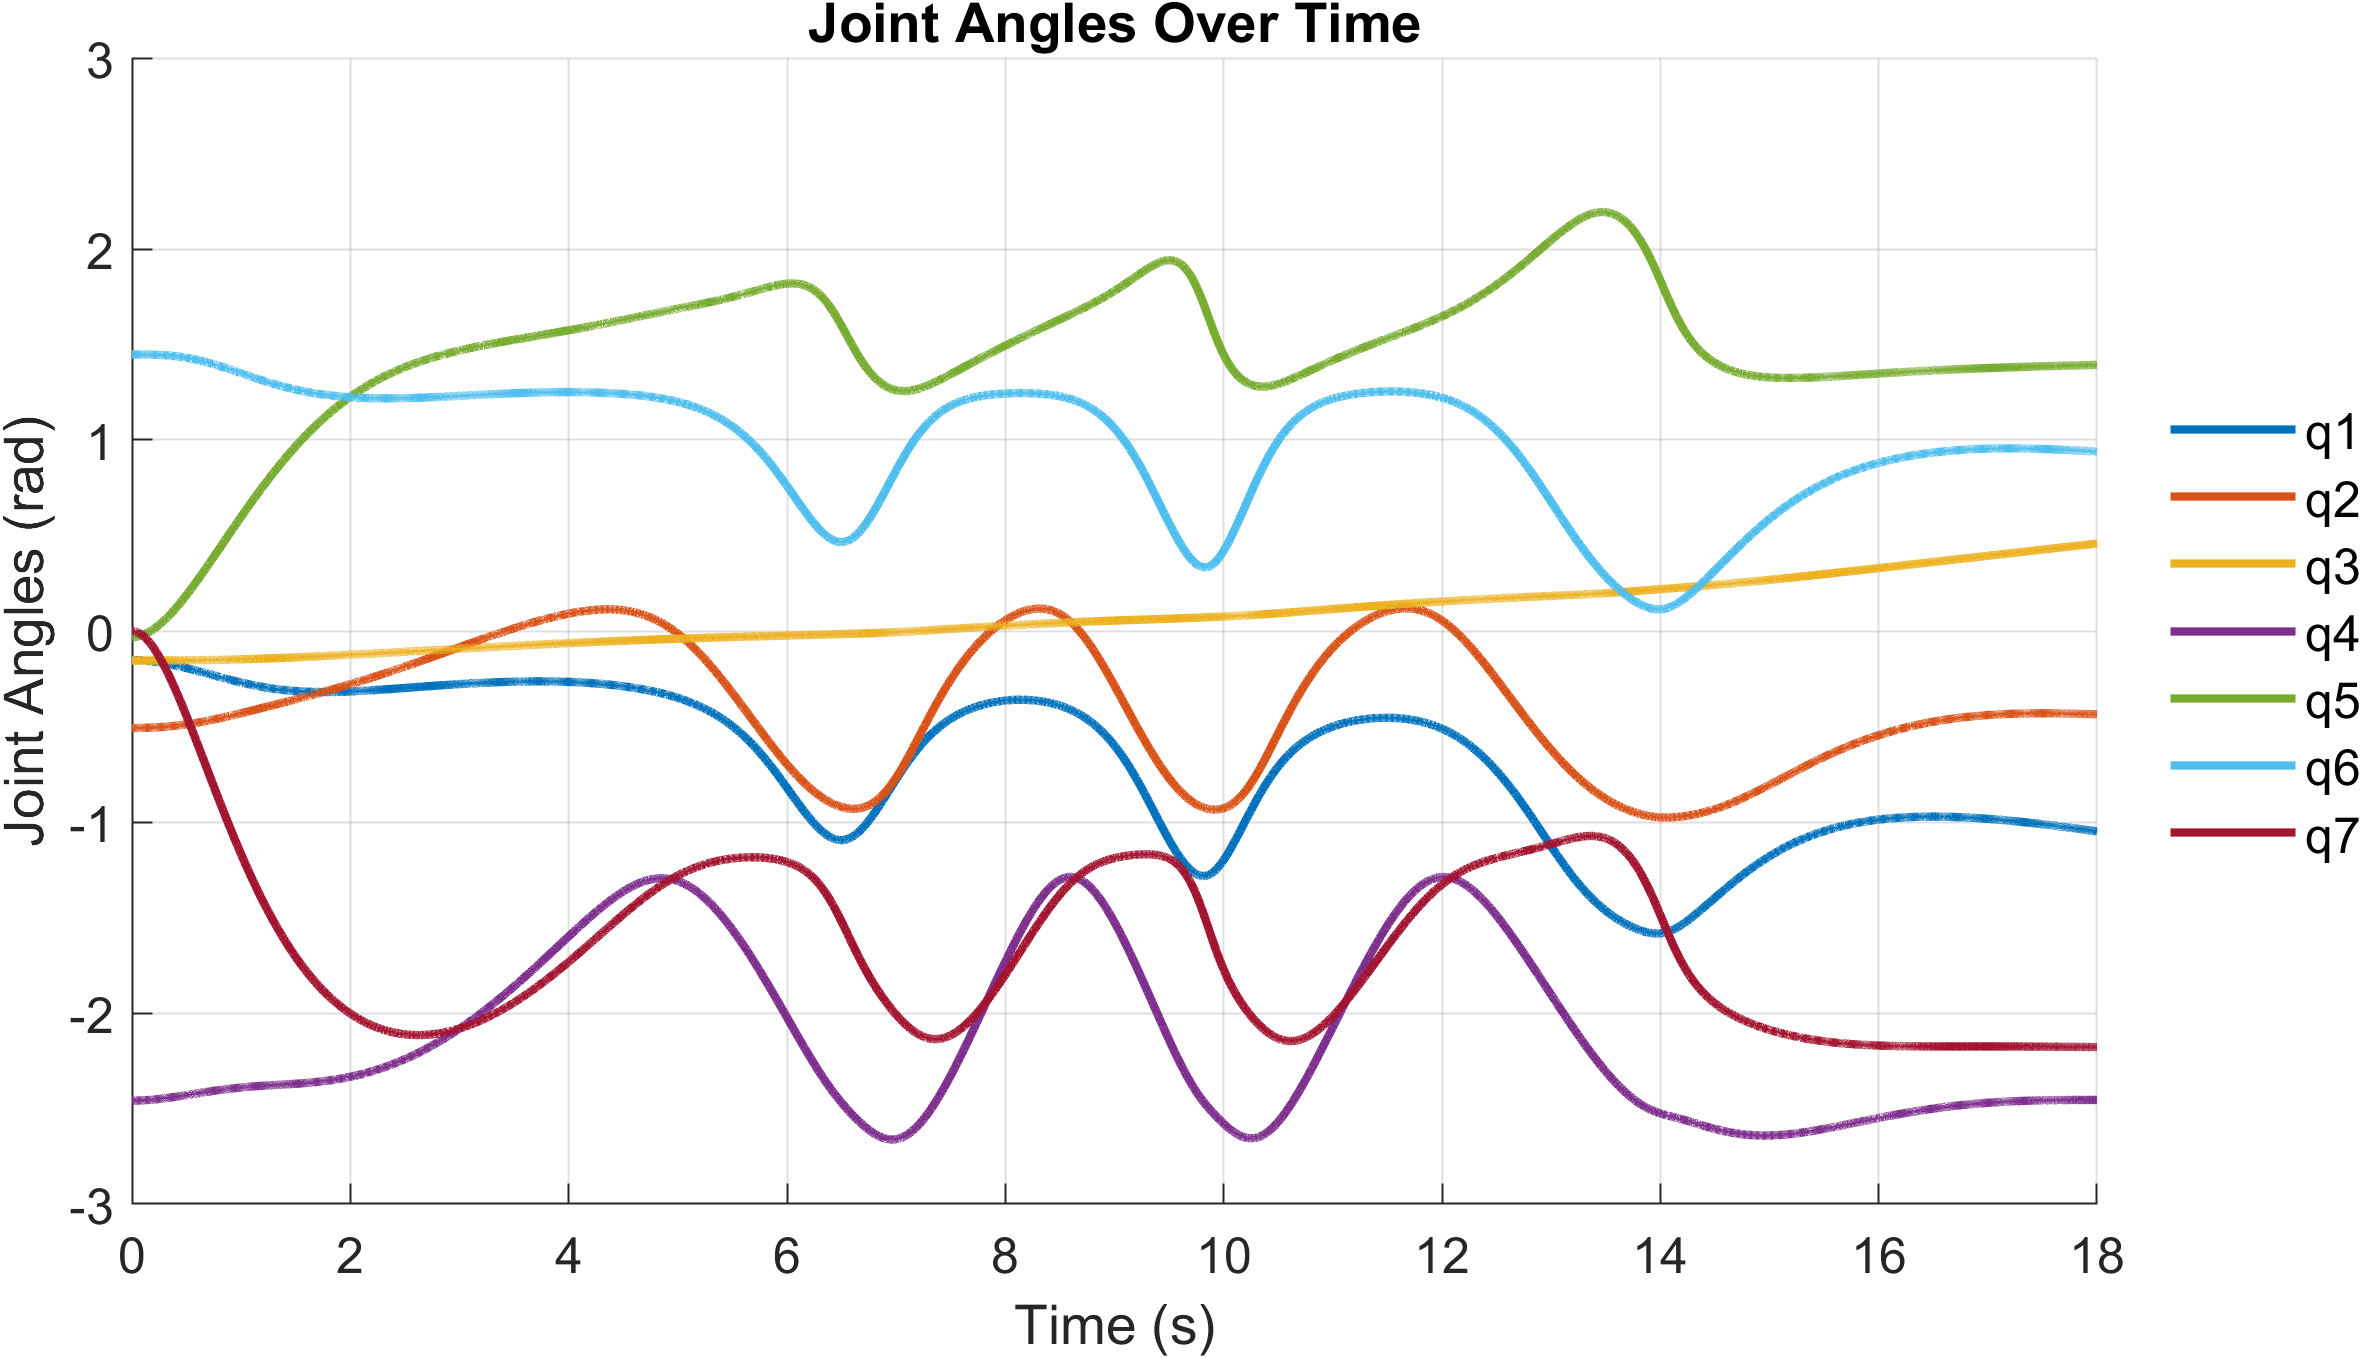 Joint Angles Over Time
3
2
1
0
-1
-2
-3
Joint Angles (rad)
0 2 4 6 8 10 12 14 16 18
Time (s)
q1
q2
q3
q4
q5
q6
q7